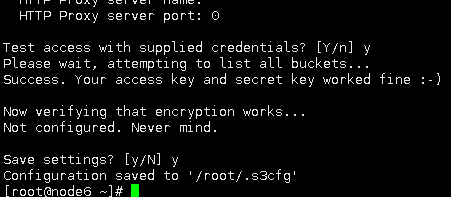 HTTP Proxy server name:
HTTP Proxy server port: 0
Test access with supplied credentials? [Y/n] y
Please wait, attempting to list all buckets...
Success. Your access key and secret key worked fine :-)
Now verifying that encryption works...
Not configured. Never mind.
Save settings? [y/N] y
Configuration saved to '/root/.s3cfg'
[root@node6 ~]#